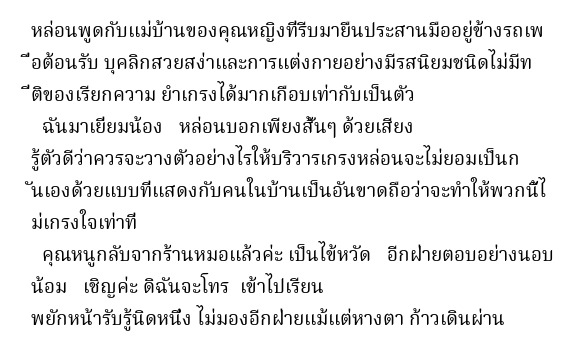 หล่อนพูดกับแม่บ้านของคุณหญิงที่รีบมายืนประสานมืออยู่ข้างรถเพ
ื่อต้อนรับ บุคลิกสวยสง่าและการแต่งกายอย่างมีรสนิยมชนิดไม่มีท
ี่ติของเรียกความ ยำเกรงได้มากเกือบเท่ากับเป็นตัว
ฉันมาเยี่ยมน้อง   หล่อนบอกเพียงสั้นๆ ด้วยเสียง
รู้ตัวดีว่าควรจะวางตัวอย่างไรให้บริวารเกรงหล่อนจะไม่ยอมเป็นก
ันเองด้วยแบบที่แสดงกับคนในบ้านเป็นอันขาดถือว่าจะทำให้พวกนี้ไ
ม่เกรงใจเท่าที่
คุณหนูกลับจากร้านหมอแล้วค่ะ เป็นไข้หวัด   อีกฝ่ายตอบอย่างนอบ
น้อม   เชิญค่ะ ดิฉันจะโทร  เข้าไปเรียน
พยักหน้ารับรู้นิดหนึ่ง ไม่มองอีกฝ่ายแม้แต่หางตา ก้าวเดินผ่าน